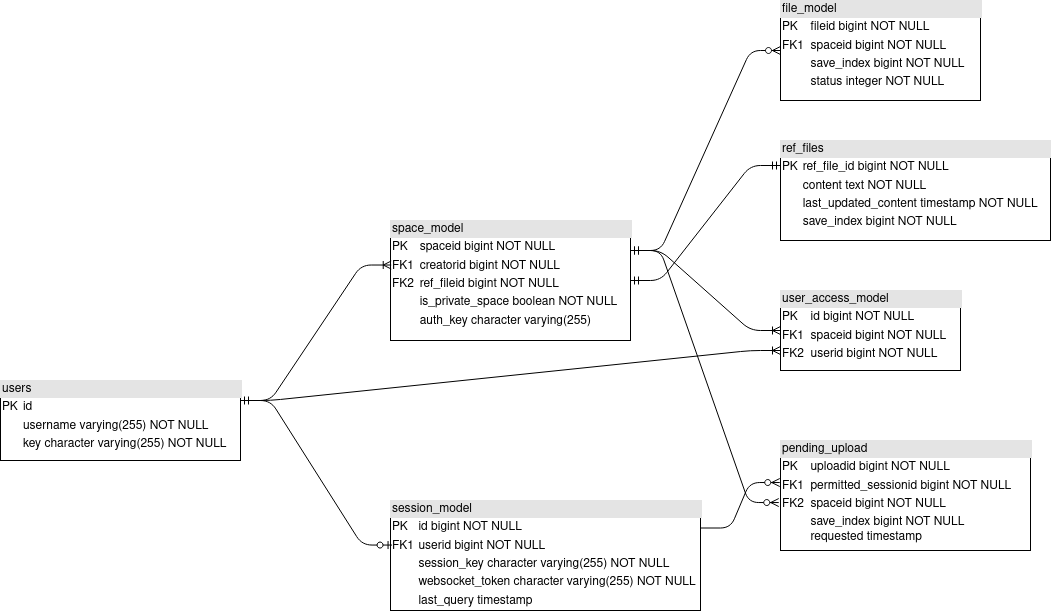 file_model
PK fileid bigint NOT NULL
FK1 spaceid bigint NOT NULL
save_index bigint NOT NULL
status integer NOT NULL
ref_files
PK ref_file_id bigint NOT NULL
content text NOT NULL
last_updated_content timestamp NOT NULL
save_index bigint NOT NULL
space_model
PK spaceid bigint NOT NULL
FK1 creatorid bigint NOT NULL
FK2 ref_fileid bigint NOT NULL
is_private_space boolean NOT NULL
auth_key character varying(255)
user_access_model
PK id bigint NOT NULL
FK1 spaceid bigint NOT NULL
FK2 userid bigint NOT NULL
users
PK id
username varying(255) NOT NULL
key character varying(255) NOT NULL
pending_upload
PK uploadid bigint NOT NULL
FK1 permitted_sessionid bigint NOT NULL
FK2 spaceid bigint NOT NULL
save_index bigint NOT NULL
requested timestamp
session_model
PK id bigint NOT NULL
FK1 userid bigint NOT NULL
session_key character varying(255) NOT NULL
websocket_token character varying(255) NOT NULL
last_query timestamp